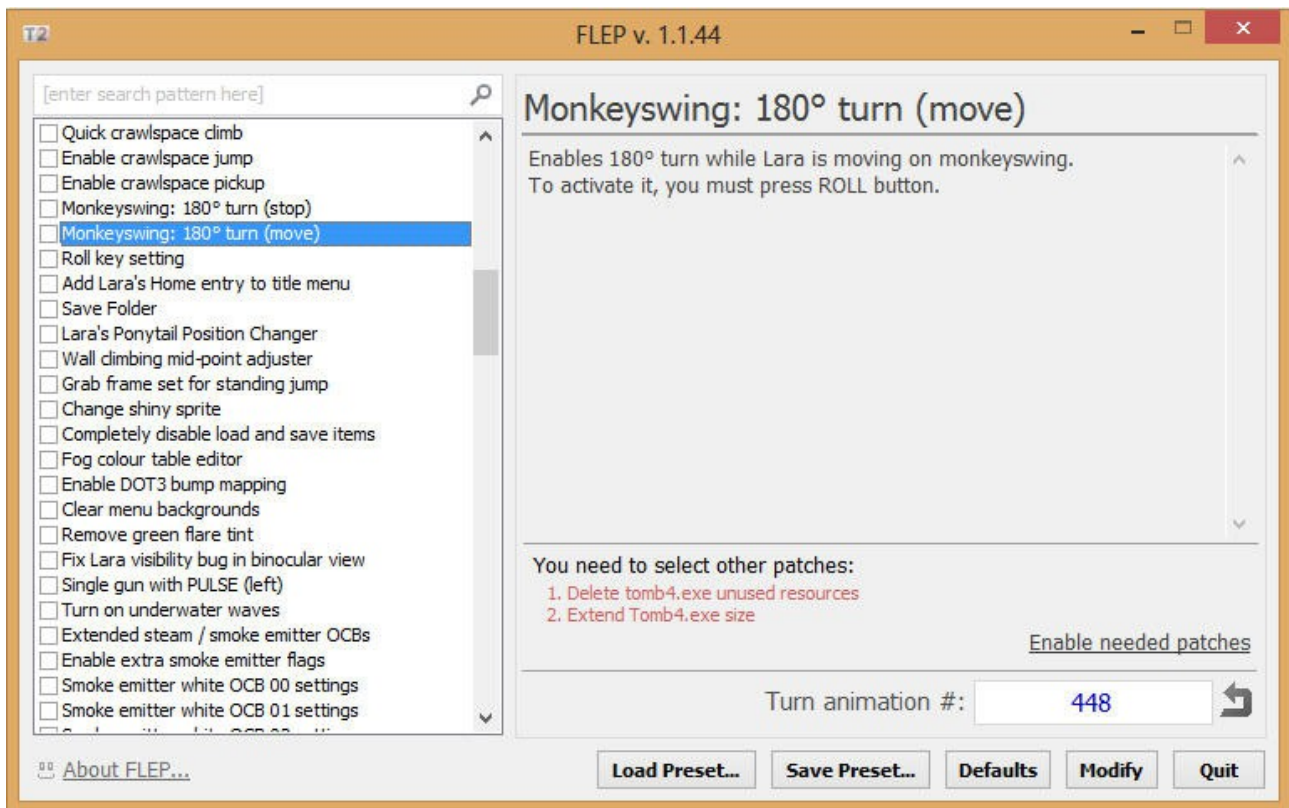 T2
FLEP v. 1.1.44
[enter search pattern here]
Quick crawlspace climb
Enable crawlspace jump
Enable crawlspace pickup
Monkeyswing: 180º turn (stop)
Monkeyswing: 180º turn (move)
Roll key setting
Add Lara's Home entry to title menu
Save Folder
Lara's Ponytail Position Changer
Wall climbing mid-point adjuster
Grab frame set for standing jump
Change shiny sprite
Completely disable load and save items
Fog colour table editor
Enable DOT3 bump mapping
Clear menu backgrounds
Remove green flare tint
Fix Lara visibility bug in binocular view
Single gun with PULSE (left)
Turn on underwater waves
Extended steam / smoke emitter OCBs
Enable extra smoke emitter flags
Smoke emitter white OCB 00 settings
Smoke emitter white OCB 01 settings
About FLEP...
Monkeyswing: 180º turn (move)
Enables 180º turn while Lara is moving on monkeyswing.
To activate it, you must press ROLL button.
You need to select other patches:
1. Delete tomb4.exe unused resources
2. Extend Tomb4.exe size
Enable needed patches
Turn animation #: 448
Load Preset... Save Preset... Defaults Modify Quit